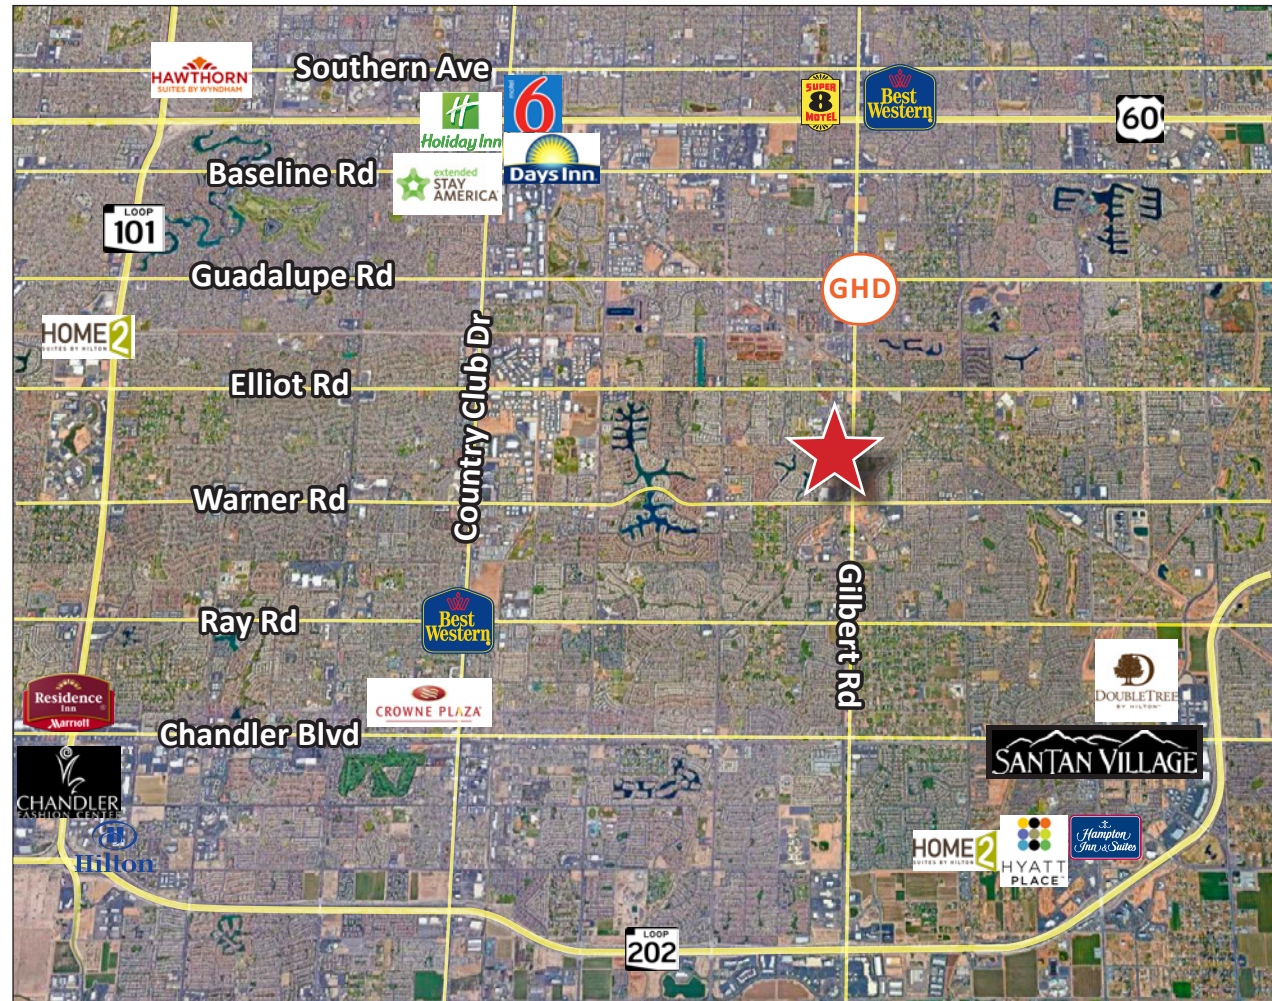 HAWTHORN
SUITES BY WYNDHAM
Southern Ave
Holiday Inn
motel
6
SUPER
8
MOTEL
Best
Western
60
Baseline Rd
extended
STAY
AMERICA
Days Inn
LOOP
101
Guadalupe Rd
GHD
HOME2
SUITES BY HILTON
Elliot Rd
Country Club Dr
Warner Rd
Gilbert Rd
Ray Rd
Best
Western
Residence
Inn
Marriott
CROWNE PLAZA
DOUBLETREE
BY HILTON
Chandler Blvd
SANTAN VILLAGE
CHANDLER
FASHION CENTER
Hilton
HOME2
SUITES BY HILTON
HYATT
PLACE
Hampton
Inn & Suites
LOOP
202